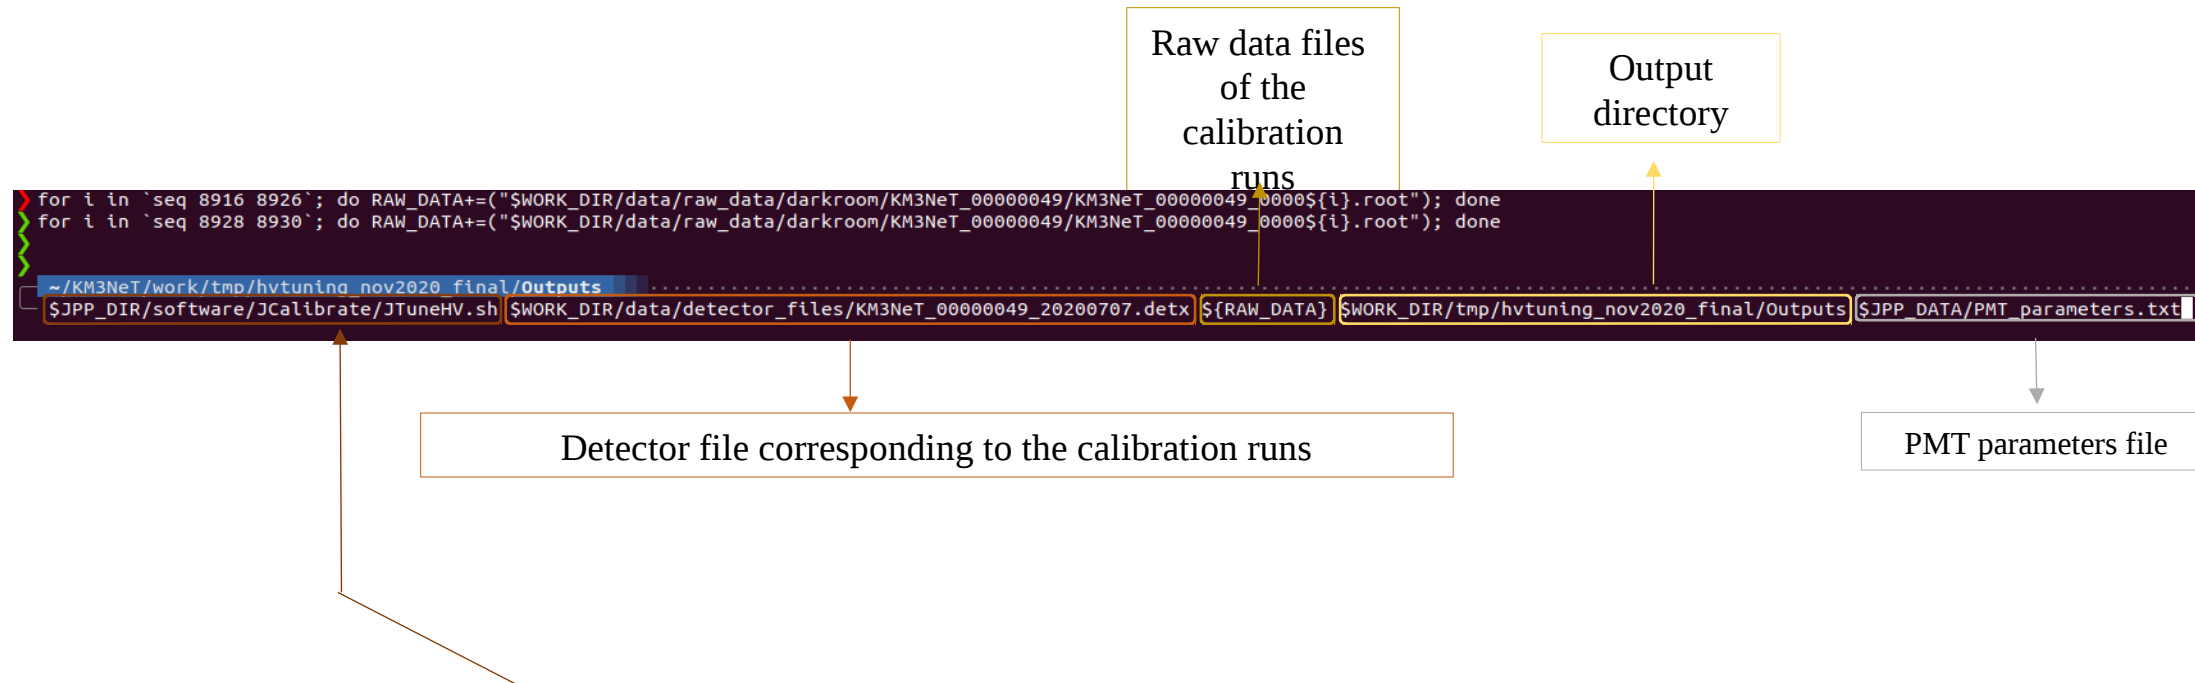 Raw data files
of the
calibration
runs
Output
directory
❯ for i in `seq 8916 8926`; do RAW_DATA+=("$WORK_DIR/data/raw_data/darkroom/KM3NeT_00000049/KM3NeT_00000049_0000${i}.root"); done
❯ for i in `seq 8928 8930`; do RAW_DATA+=("$WORK_DIR/data/raw_data/darkroom/KM3NeT_00000049/KM3NeT_00000049_0000${i}.root"); done
❯
❯
~/KM3NeT/work/tmp/hvtuning_nov2020_final/Outputs
$JPP_DIR/software/JCalibrate/JTuneHV.sh $WORK_DIR/data/detector_files/KM3NeT_00000049_20200707.detx ${RAW_DATA} $WORK_DIR/tmp/hvtuning_nov2020_final/Outputs $JPP_DATA/PMT_parameters.txt
Detector file corresponding to the calibration runs
PMT parameters file